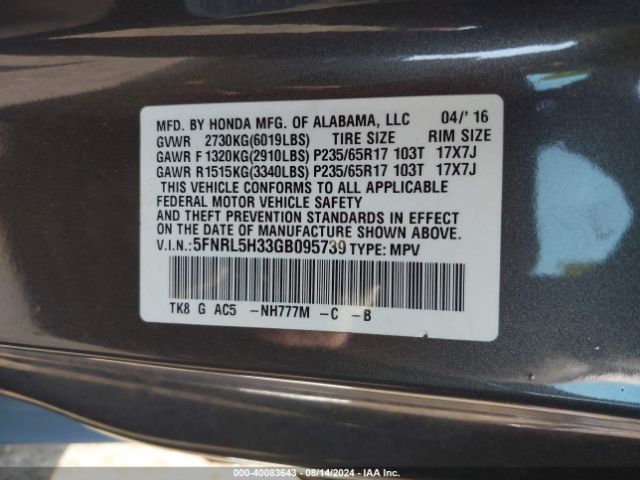 MFD. BY HONDA MFG. OF ALABAMA, LLC 04/'16
GVWR 2730KG(6019LBS) TIRE SIZE RIM SIZE
GAWR F 1320KG(2910LBS) P235/65R17 103T 17X7J
GAWR R 1515KG(3340LBS) P235/65R17 103T 17X7J
THIS VEHICLE CONFORMS TO ALL APPLICABLE
FEDERAL MOTOR VEHICLE SAFETY
AND THEFT PREVENTION STANDARDS IN EFFECT
ON THE DATE OF MANUFACTURE SHOWN ABOVE.
V.I.N.: 5FNRL5H33GB095739 TYPE: MPV
TK8 G AC5 -NH777M -C -B
000-40083643 - 08/14/2024 - IAA Inc.